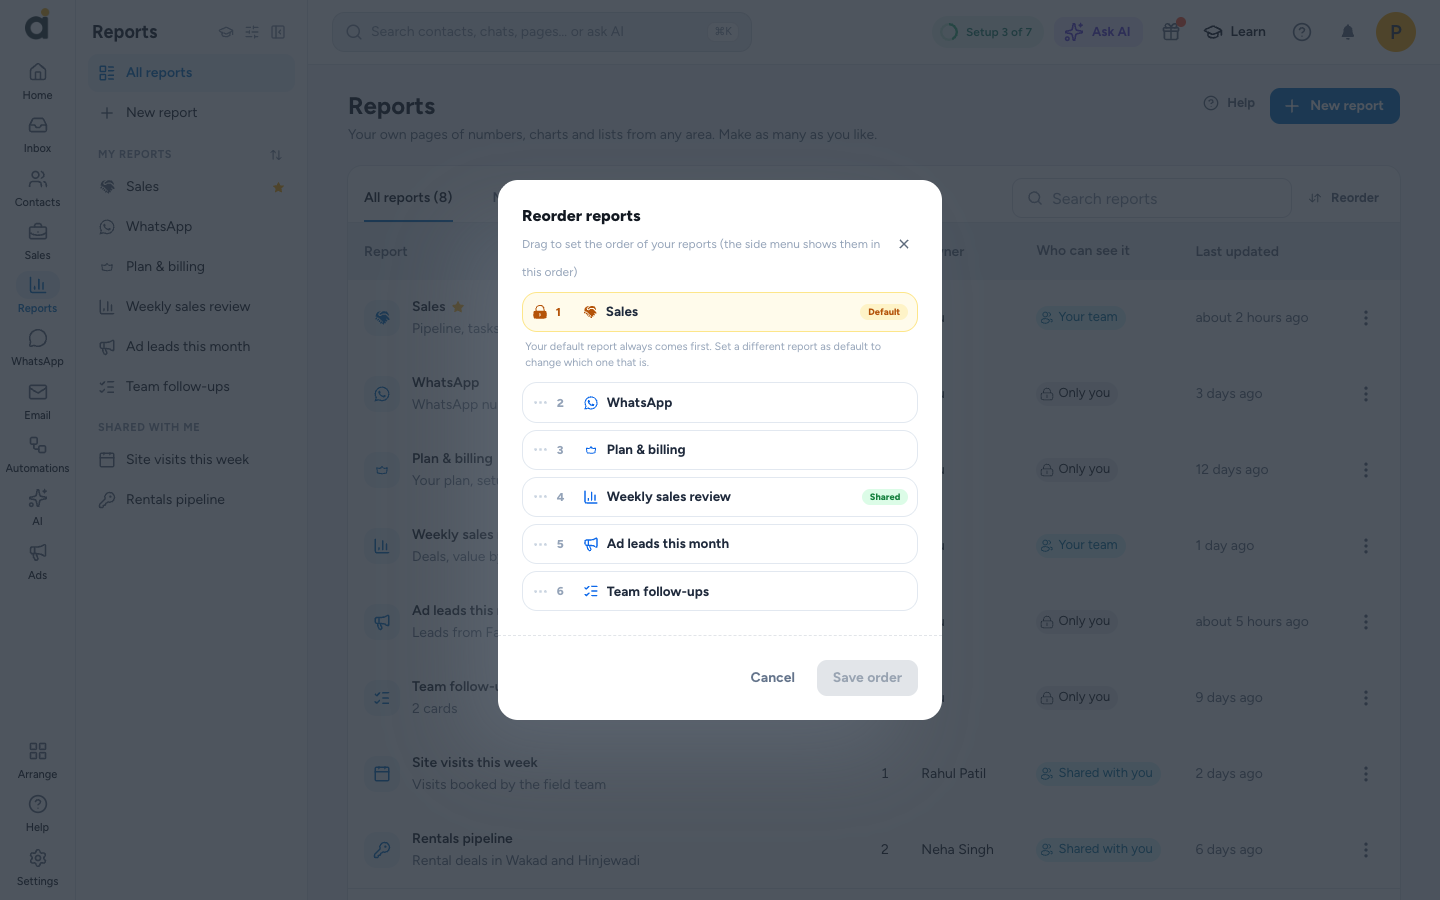 Reports
Search contacts, chats, pages... or ask AI
⌘K
Setup 3 of 7
Ask AI
Learn
P
Home
Inbox
Contacts
Sales
Reports
WhatsApp
Email
Automations
AI
Ads
Arrange
Help
Settings
All reports
New report
MY REPORTS
Sales
WhatsApp
Plan & billing
Weekly sales review
Ad leads this month
Team follow-ups
SHARED WITH ME
Site visits this week
Rentals pipeline
Reports
Your own pages of numbers, charts and lists from any area. Make as many as you like.
Help
New report
All reports (8)
Search reports
Reorder
Report
Who can see it
Last updated
Sales
Pipeline, tasks
Your team
about 2 hours ago
WhatsApp
WhatsApp
Only you
3 days ago
Plan & billing
Your plan,
Only you
12 days ago
Weekly sales
Deals, value
Your team
1 day ago
Ad leads this
Leads from
Only you
about 5 hours ago
Team
2 cards
Only you
9 days ago
Site visits this week
Visits booked by the field team
1
Rahul Patil
Shared with you
2 days ago
Rentals pipeline
Rental deals in Wakad and Hinjewadi
2
Neha Singh
Shared with you
6 days ago
Reorder reports
Drag to set the order of your reports (the side menu shows them in
this order)
1 Sales Default
Your default report always comes first. Set a different report as default to
change which one that is.
2 WhatsApp
3 Plan & billing
4 Weekly sales review Shared
5 Ad leads this month
6 Team follow-ups
Cancel
Save order